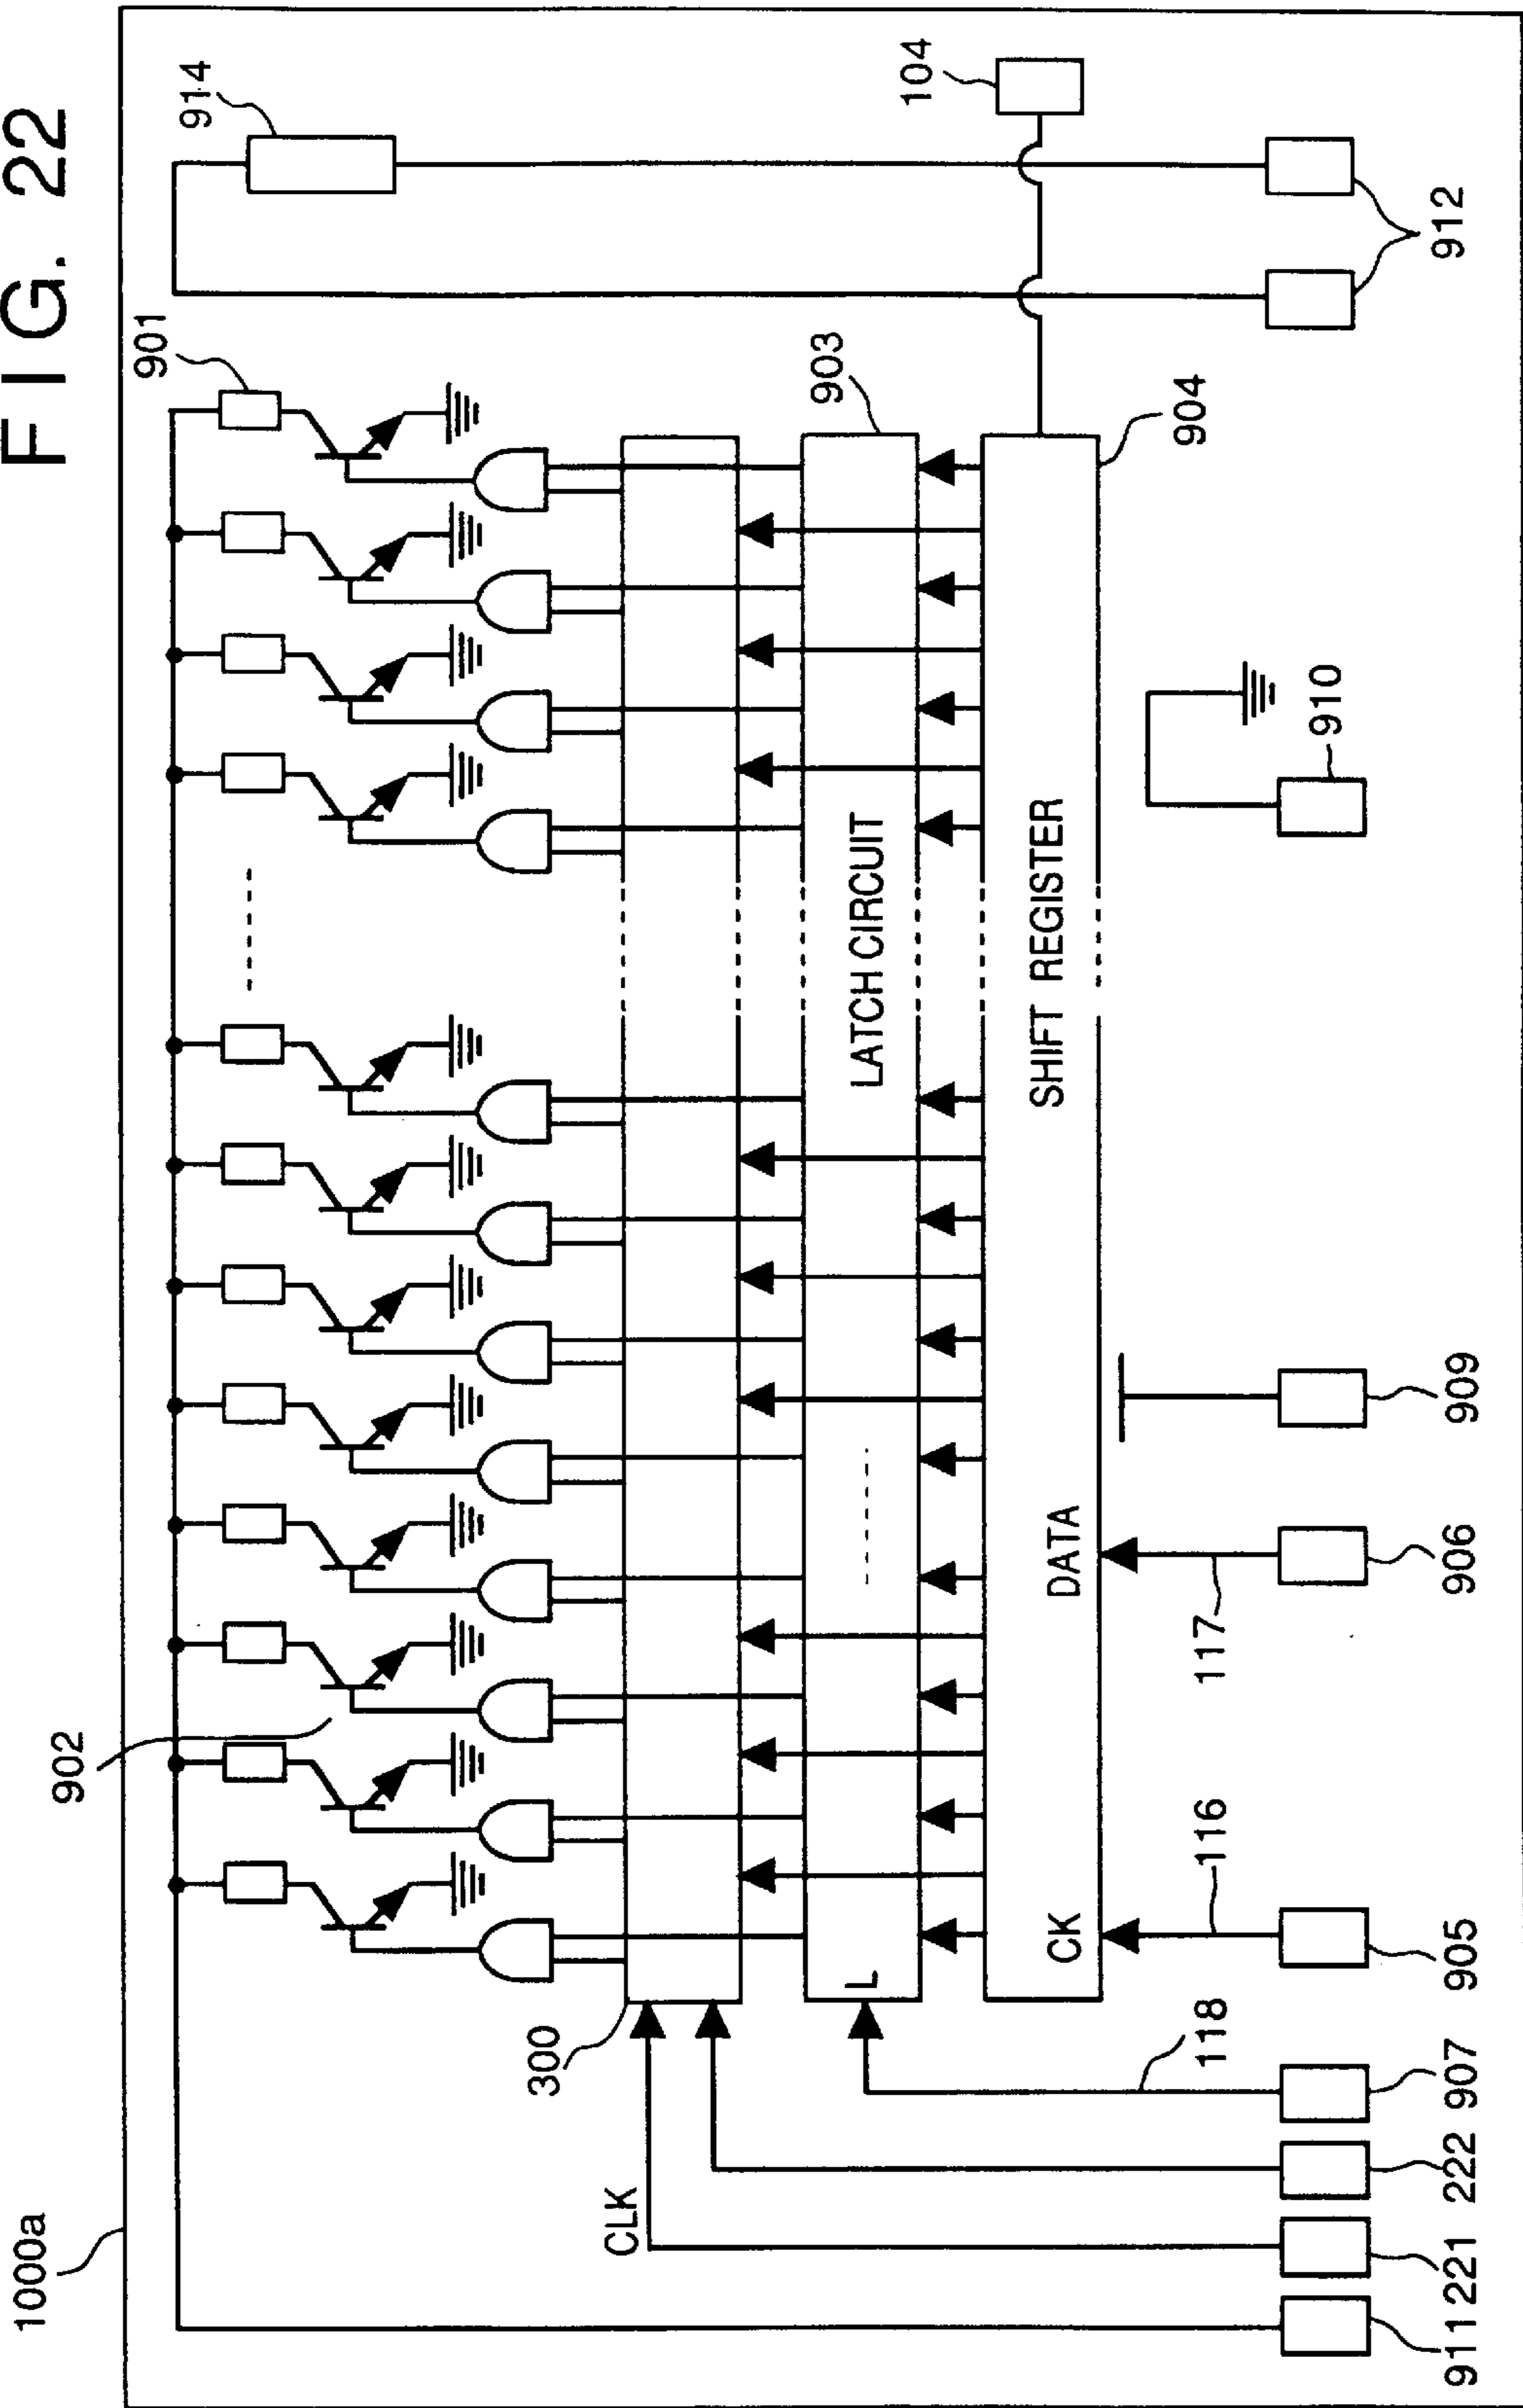 FIG. 22
1000a
914
901
104
902
903
904
912
300
LATCH CIRCUIT
SHIFT REGISTER
L
CLK
CK
DATA
118
116
117
910
911
221
222
907
905
906
909